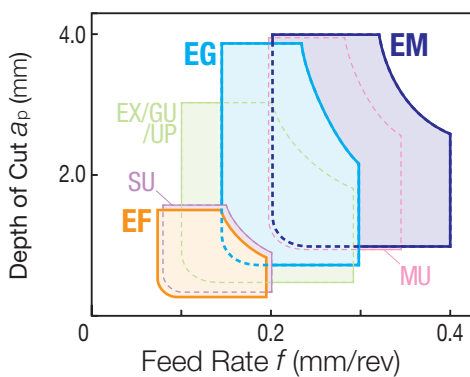 4.0
EG
EM
EX/GU
/UP
2.0
SU
EF
MU
0
0.2
0.4
Depth of Cut ap (mm)
Feed Rate f (mm/rev)